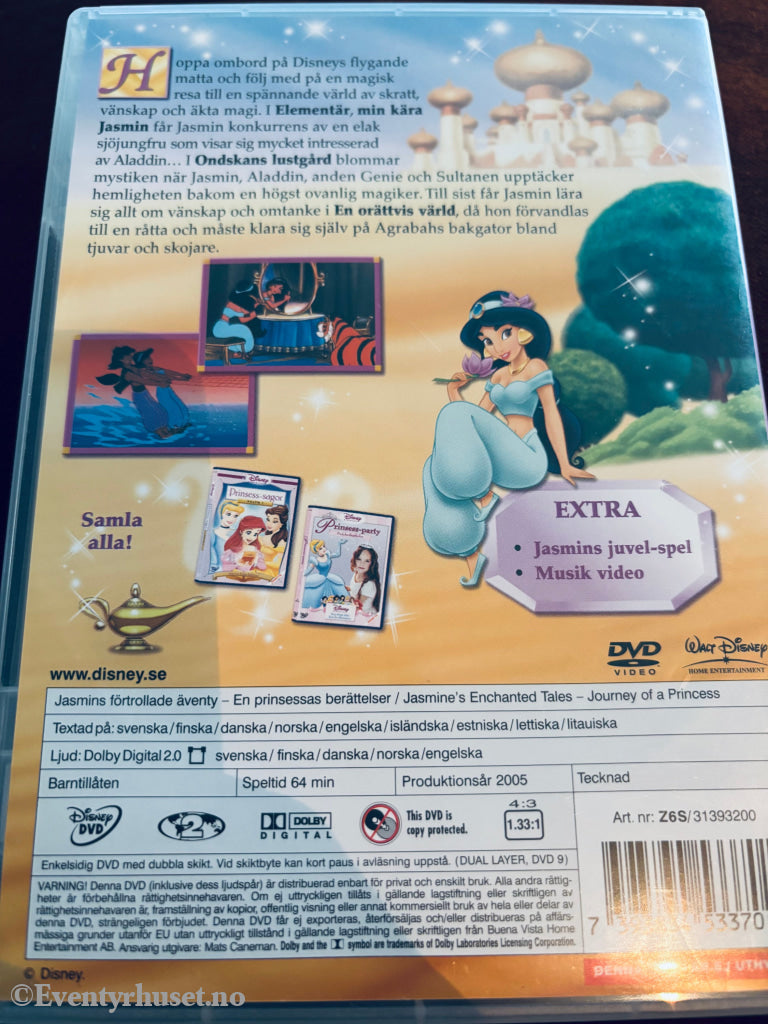 Hoppa ombord på Disneys flygande
matta och följ med på en magisk
resa till en spännande värld av skratt,
vänskap och äkta magi. I Elementär, min kära
Jasmin får Jasmin konkurrens av en elak
sjöjungfru som visar sig mycket intresserad
av Aladdin... I Ondskans lustgård blommar
mystiken när Jasmin, Aladdin, anden Genie och Sultanen upptäcker
hemligheten bakom en högst ovanlig magiker. Till sist får Jasmin lära
sig allt om vänskap och omtanke i En orättvis värld, då hon förvandlas
till en råtta och måste klara sig själv på Agrabahs bakgator bland
tjuvar och skojare.
Samla
alla!
Disney
Prinsess-sagor
Disney
Prinsess-party
Disney
EXTRA
• Jasmins juvel-spel
• Musik video
www.disney.se
DVD
VIDEO
WALT DISNEY
HOME ENTERTAINMENT
Jasmins förtrollade äventy – En prinsessas berättelser / Jasmine's Enchanted Tales – Journey of a Princess
Textad på: svenska/finska/danska/norska/engelska/isländska/estniska/lettiska/litauiska
Ljud: Dolby Digital 2.0 svenska/finska/danska/norska/engelska
Barntillåten Speltid 64 min Produktionsår 2005 Tecknad
Disney
DVD
2
DOLBY
DIGITAL
This DVD is
copy protected.
4:3
1.33:1
Art. nr: Z6S/31393200
Enkelsidig DVD med dubbla skikt. Vid skiktbyte kan kort paus i avläsning uppstå. (DUAL LAYER, DVD 9)
VARNING! Denna DVD (inklusive dess ljudspår) är distribuerad enbart för privat och enskilt bruk. Alla andra rättig-
heter är förbehållna rättighetsinnehavaren. Om ej uttryckligen tillåts i gällande lagstiftning eller skriftligen av
rättighetsinnehavaren är, framställning av kopior, offentlig visning eller annat kommersiellt bruk av hela eller delar av
denna DVD, strängeligen förbjudet. Denna DVD får ej exporteras, återförsäljas och/eller distribueras på affärs-
mässiga grunder utanför EU utan uttryckligt tillstånd i gällande lagstiftning eller skriftligen från Buena Vista Home
Entertainment AB. Ansvarig utgivare: Mats Caneman. Dolby and the symbol are trademarks of Dolby Laboratories Licensing Corporation.
7
53370
© Disney.
©Eventyrhuset.no